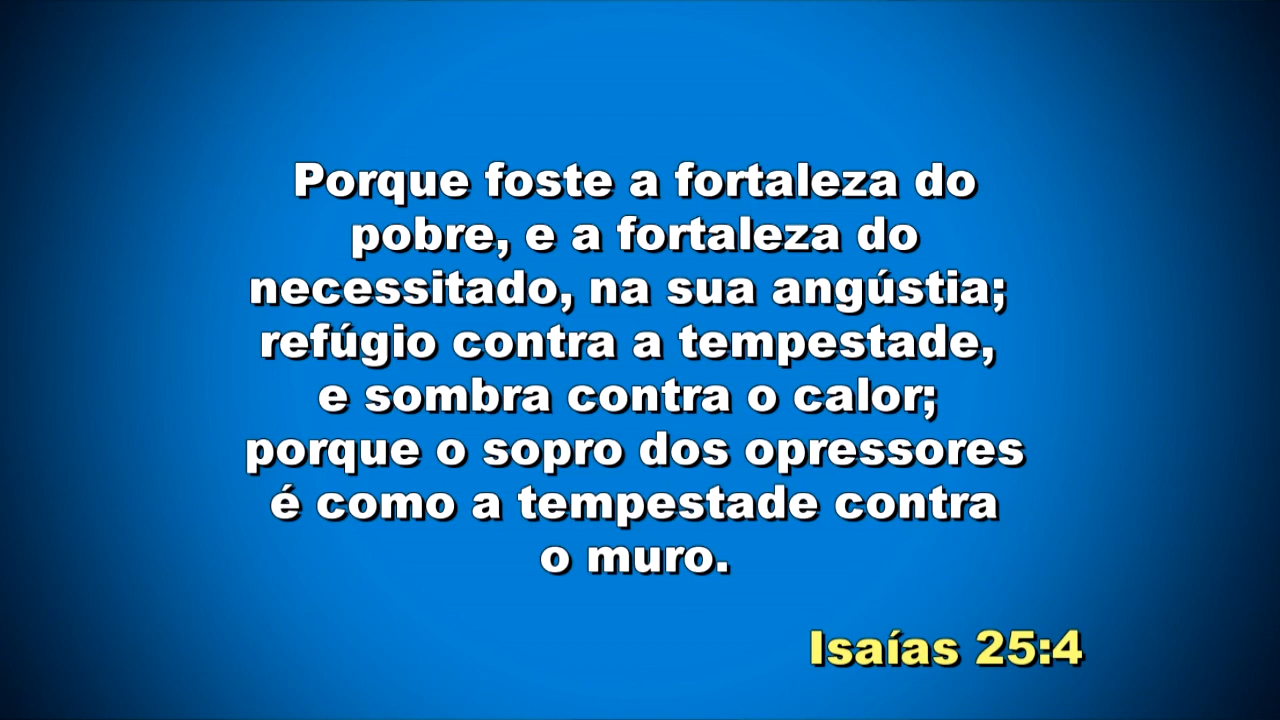 Porque foste a fortaleza do
pobre, e a fortaleza do
necessitado, na sua angústia;
refúgio contra a tempestade,
e sombra contra o calor;
porque o sopro dos opressores
é como a tempestade contra
o muro.
Isaías 25:4